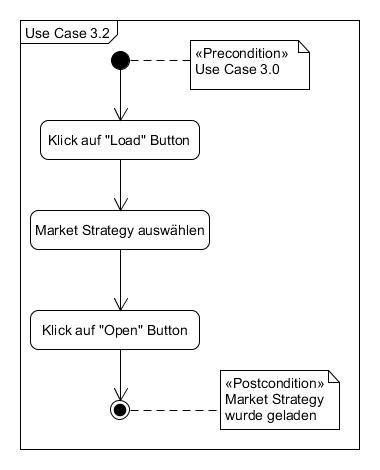 Use Case 3.2
«Precondition»
Use Case 3.0
Klick auf "Load" Button
Market Strategy auswählen
Klick auf "Open" Button
«Postcondition»
Market Strategy
wurde geladen